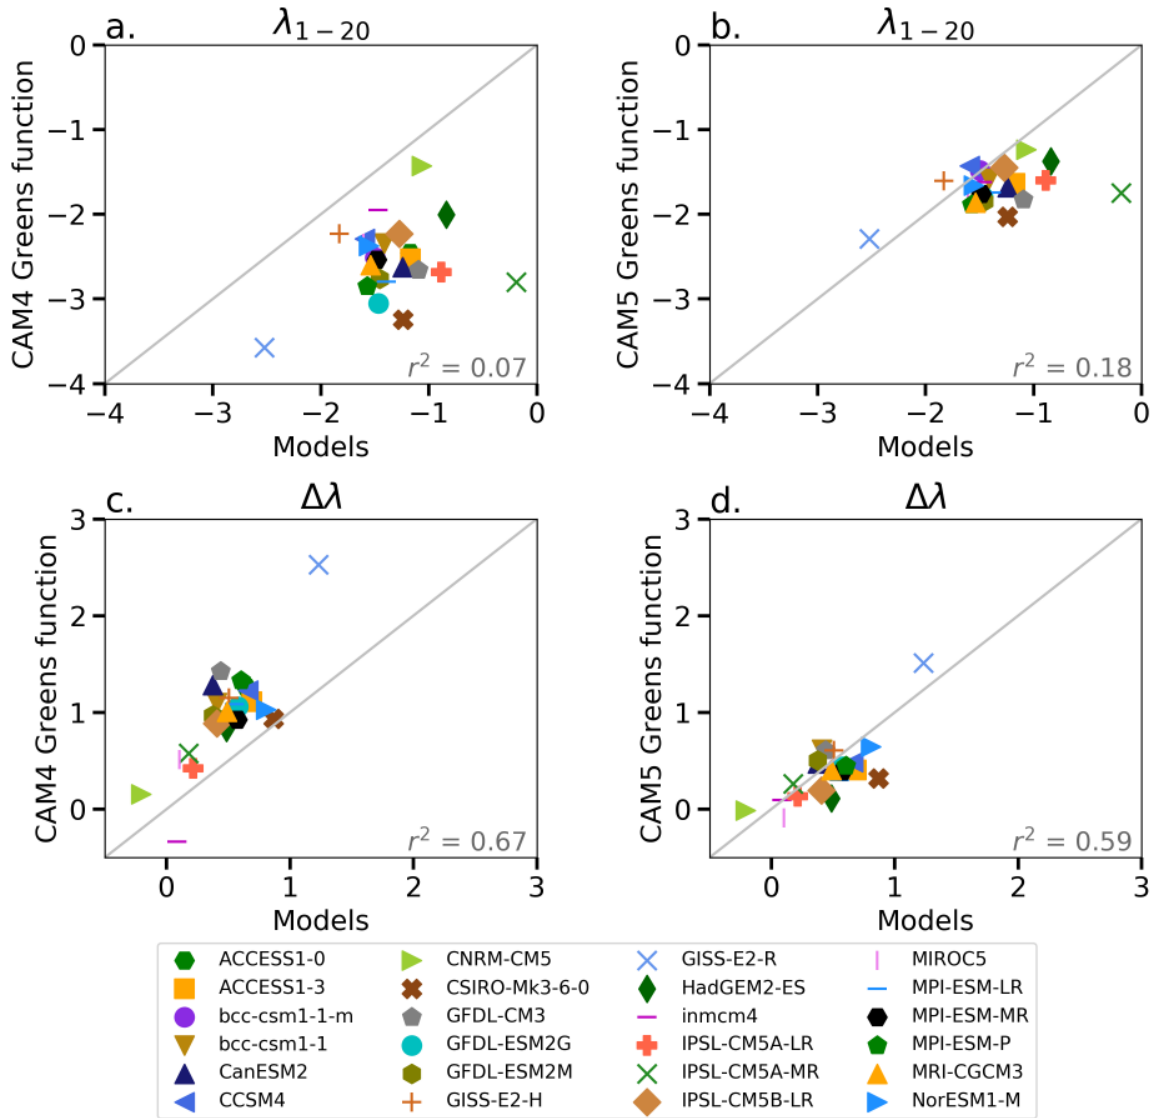 a. λ1−20
b. λ1−20
0
−1
−2
−3
−4
CAM4 Greens function
r² = 0.07
−4 −3 −2 −1 0
Models
0
−1
−2
−3
−4
CAM5 Greens function
r² = 0.18
−4 −3 −2 −1 0
Models
c. Δλ
d. Δλ
3
2
1
0
CAM4 Greens function
r² = 0.67
0 1 2 3
Models
3
2
1
0
CAM5 Greens function
r² = 0.59
0 1 2 3
Models
ACCESS1-0
ACCESS1-3
bcc-csm1-1-m
bcc-csm1-1
CanESM2
CCSM4
CNRM-CM5
CSIRO-Mk3-6-0
GFDL-CM3
GFDL-ESM2G
GFDL-ESM2M
GISS-E2-H
GISS-E2-R
HadGEM2-ES
inmcm4
IPSL-CM5A-LR
IPSL-CM5A-MR
IPSL-CM5B-LR
MIROC5
MPI-ESM-LR
MPI-ESM-MR
MPI-ESM-P
MRI-CGCM3
NorESM1-M